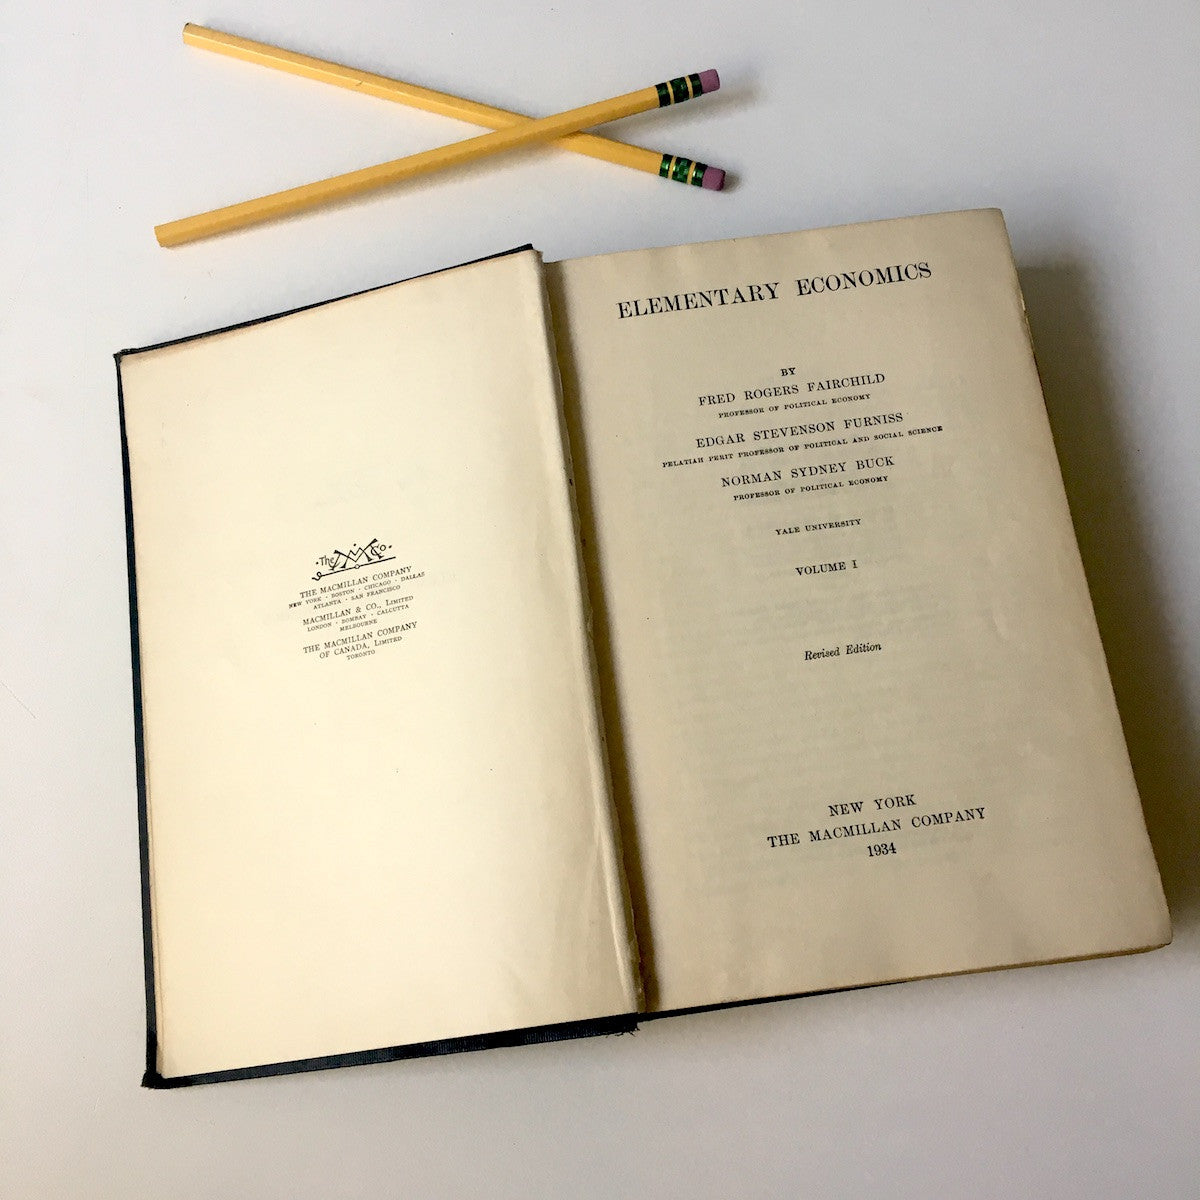 The M Co.
THE MACMILLAN COMPANY
NEW YORK · BOSTON · CHICAGO · DALLAS
ATLANTA · SAN FRANCISCO
MACMILLAN & CO., LIMITED
LONDON · BOMBAY · CALCUTTA
MELBOURNE
THE MACMILLAN COMPANY
OF CANADA, LIMITED
TORONTO
ELEMENTARY ECONOMICS
BY
FRED ROGERS FAIRCHILD
PROFESSOR OF POLITICAL ECONOMY
EDGAR STEVENSON FURNISS
PELATIAH PERIT PROFESSOR OF POLITICAL AND SOCIAL SCIENCE
NORMAN SYDNEY BUCK
PROFESSOR OF POLITICAL ECONOMY
YALE UNIVERSITY
VOLUME I
Revised Edition
NEW YORK
THE MACMILLAN COMPANY
1934